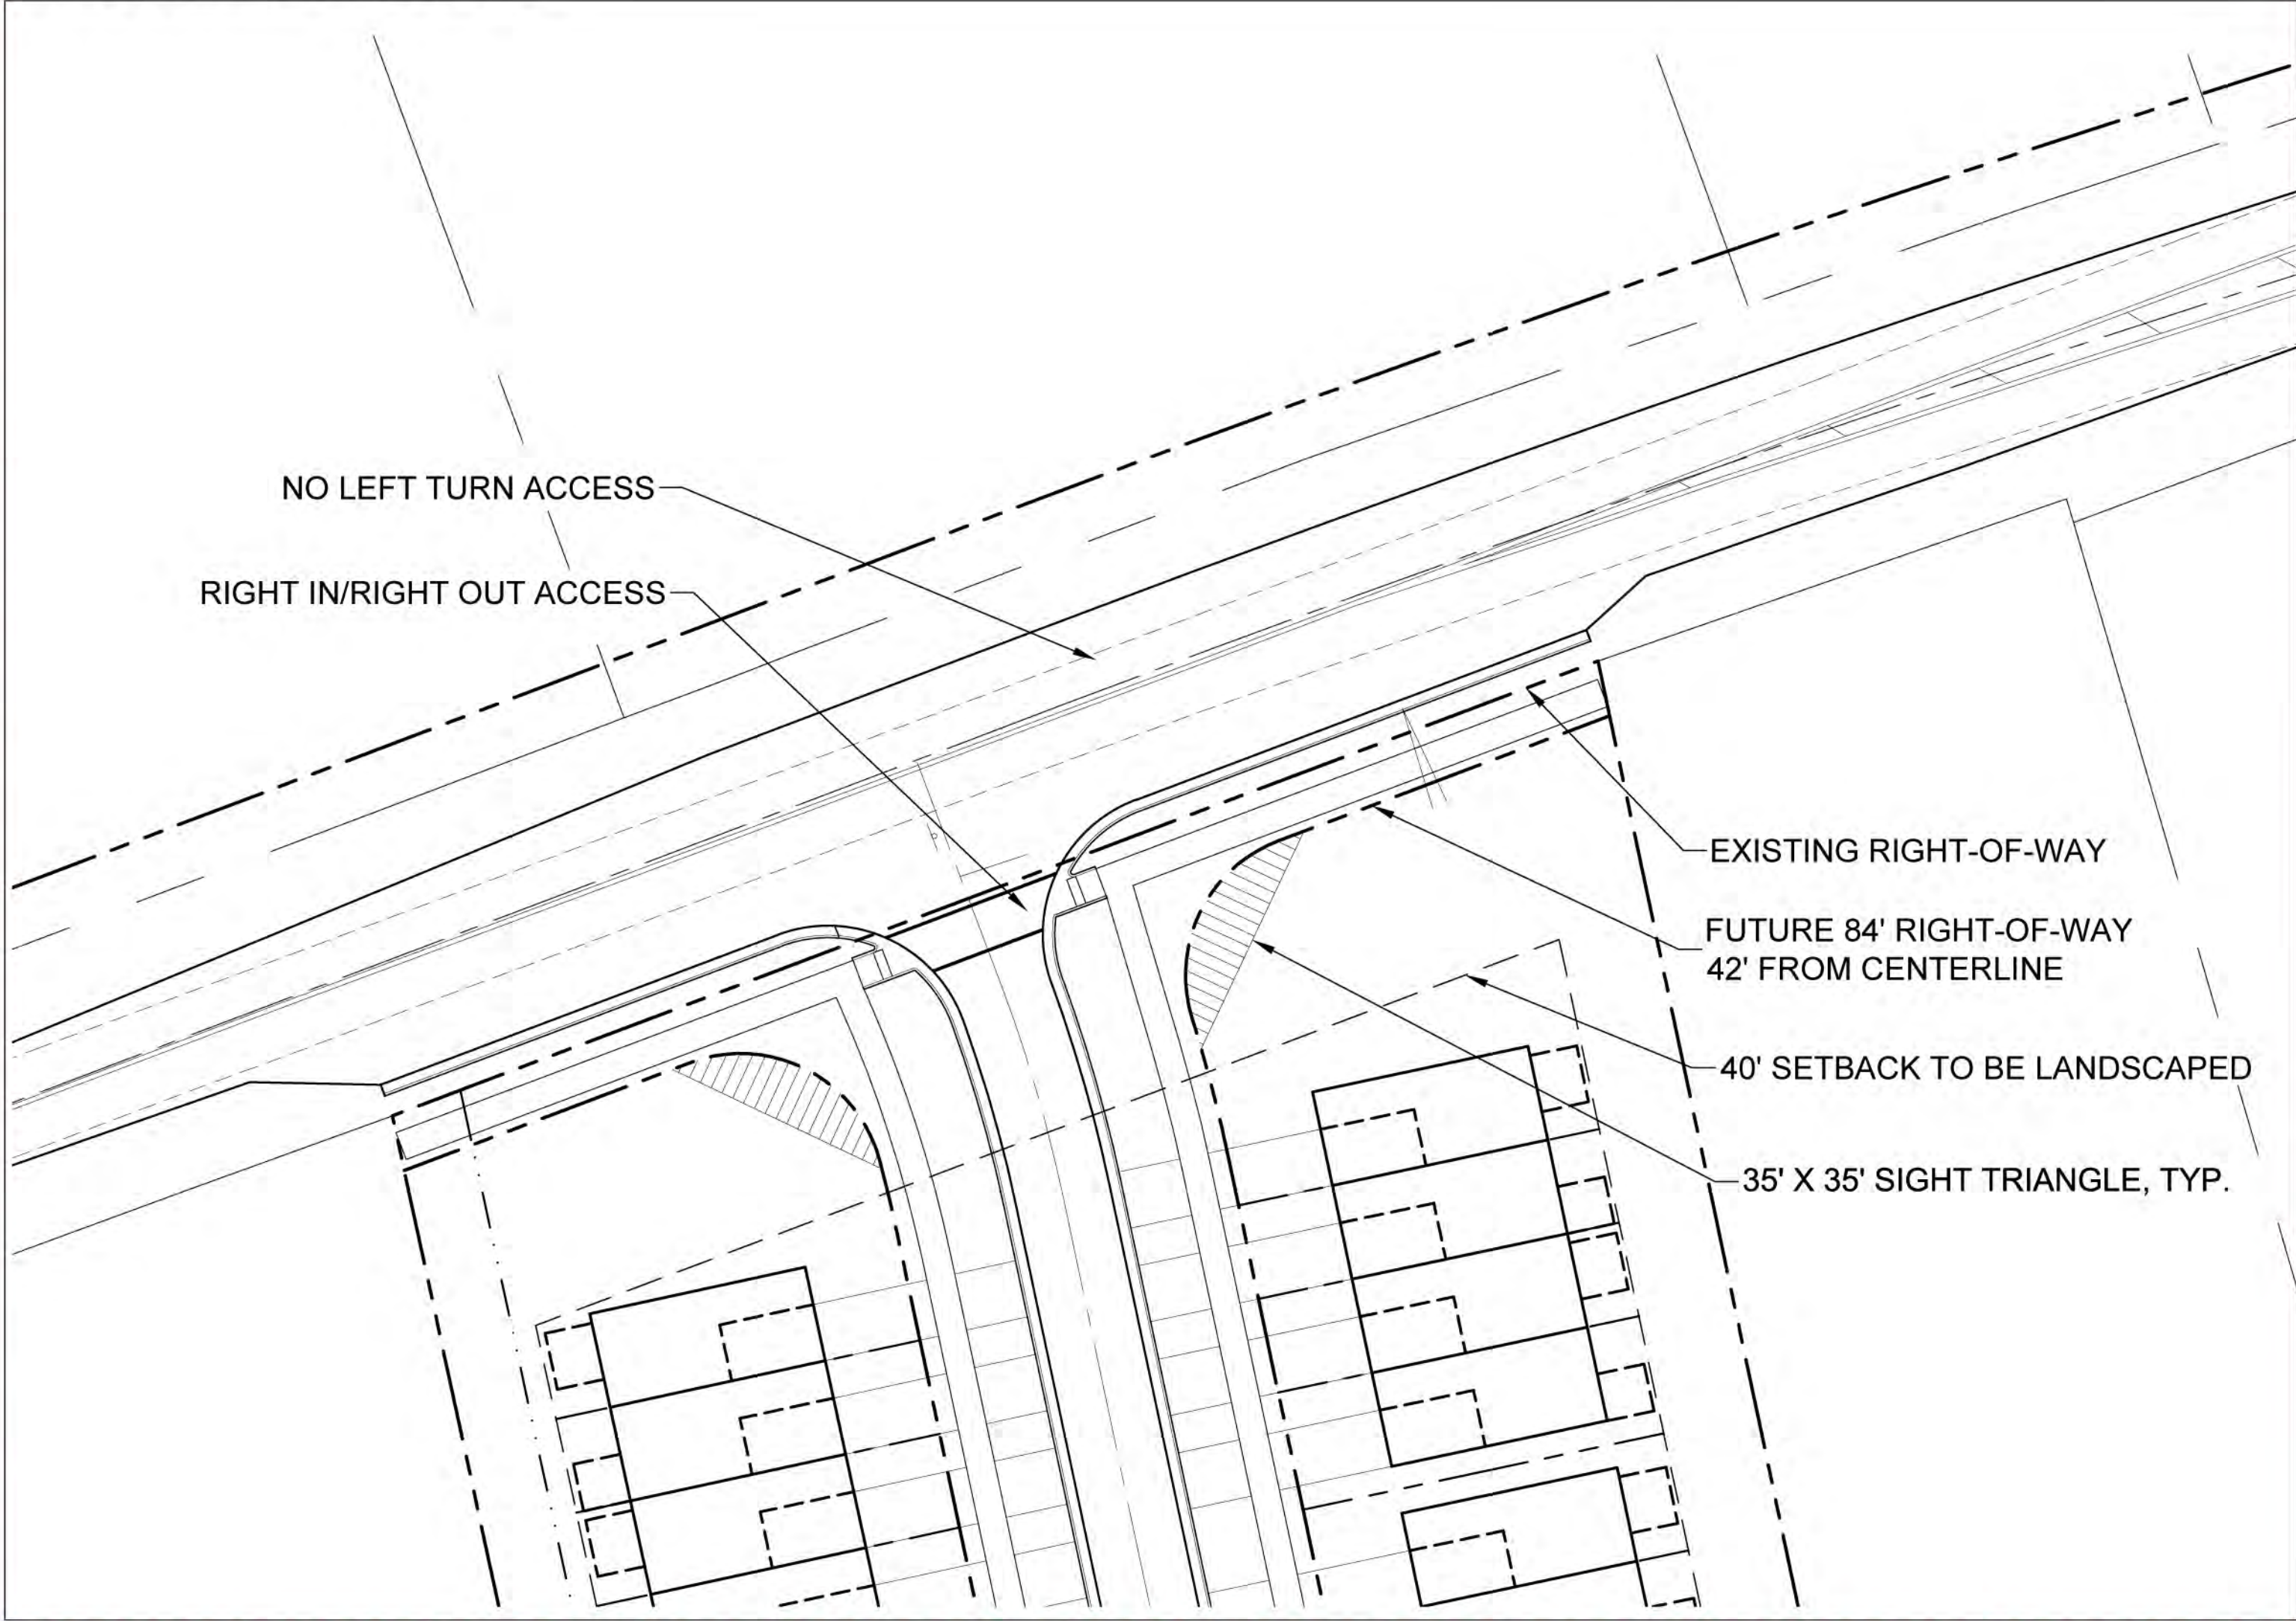 NO LEFT TURN ACCESS
RIGHT IN/RIGHT OUT ACCESS
EXISTING RIGHT-OF-WAY
FUTURE 84' RIGHT-OF-WAY
42' FROM CENTERLINE
40' SETBACK TO BE LANDSCAPED
35' X 35' SIGHT TRIANGLE, TYP.